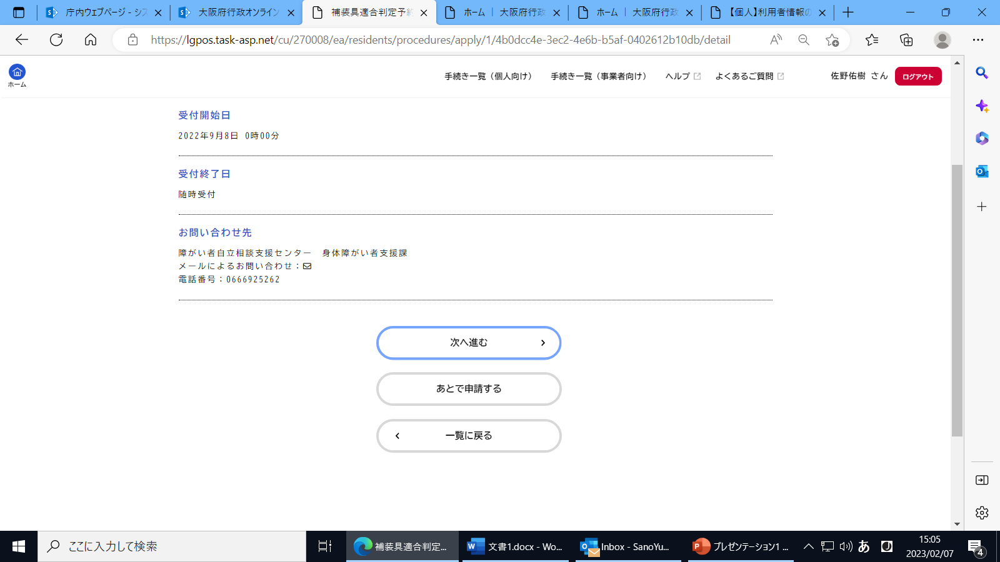 庁内ウェブページ - シス
大阪府行政オンライン
補装具適合判定予約
ホーム | 大阪府行政
ホーム | 大阪府行政
【個人】利用者情報の
https://lgpos.task-asp.net/cu/270008/ea/residents/procedures/apply/1/4b0dcc4e-3ec2-4e6b-b5af-0402612b10db/detail
ホーム
手続き一覧（個人向け）
手続き一覧（事業者向け）
ヘルプ
よくあるご質問
佐野佑樹 さん
ログアウト
受付開始日
2022年9月8日 0時00分
受付終了日
随時受付
お問い合わせ先
障がい者自立相談支援センター　身体障がい者支援課
メールによるお問い合わせ：
電話番号：0666925262
次へ進む
あとで申請する
一覧に戻る
ここに入力して検索
補装具適合判定...
文書1.docx - Wo...
Inbox - SanoYu...
プレゼンテーション1 ...
あ
15:05
2023/02/07
4